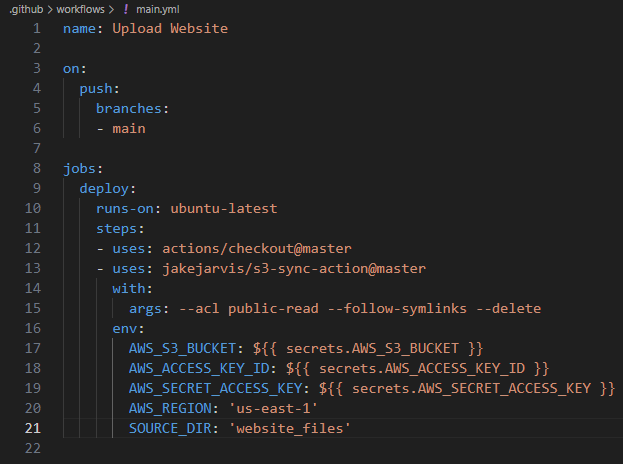 .github > workflows > ! main.yml
1 name: Upload Website
2
3 on:
4   push:
5     branches:
6     - main
7
8 jobs:
9   deploy:
10     runs-on: ubuntu-latest
11     steps:
12     - uses: actions/checkout@master
13     - uses: jakejarvis/s3-sync-action@master
14       with:
15         args: --acl public-read --follow-symlinks --delete
16       env:
17         AWS_S3_BUCKET: ${{ secrets.AWS_S3_BUCKET }}
18         AWS_ACCESS_KEY_ID: ${{ secrets.AWS_ACCESS_KEY_ID }}
19         AWS_SECRET_ACCESS_KEY: ${{ secrets.AWS_SECRET_ACCESS_KEY }}
20         AWS_REGION: 'us-east-1'
21         SOURCE_DIR: 'website_files'
22